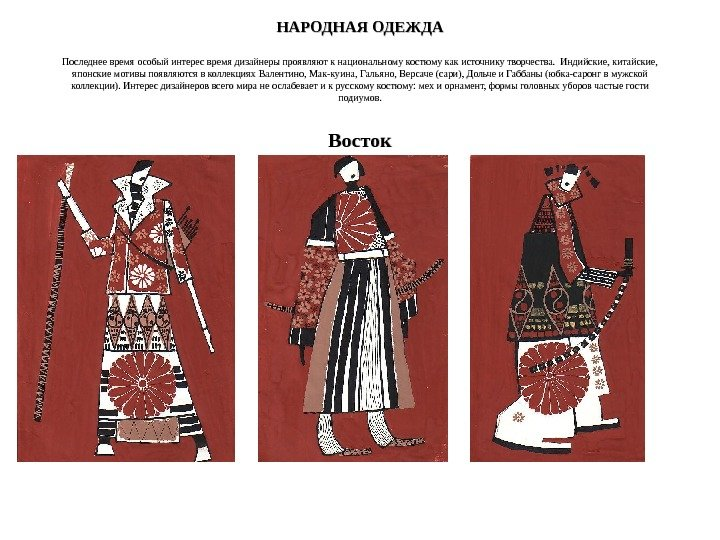 НАРОДНАЯ ОДЕЖДА
Последнее время особый интерес время дизайнеры проявляют к национальному костюму как источнику творчества. Индийские, китайские,
японские мотивы появляются в коллекциях Валентино, Мак-куина, Гальяно, Версаче (сари), Дольче и Габбаны (юбка-саронг в мужской
коллекции). Интерес дизайнеров всего мира не ослабевает и к русскому костюму: мех и орнамент, формы головных уборов частые гости
подиумов.
Восток